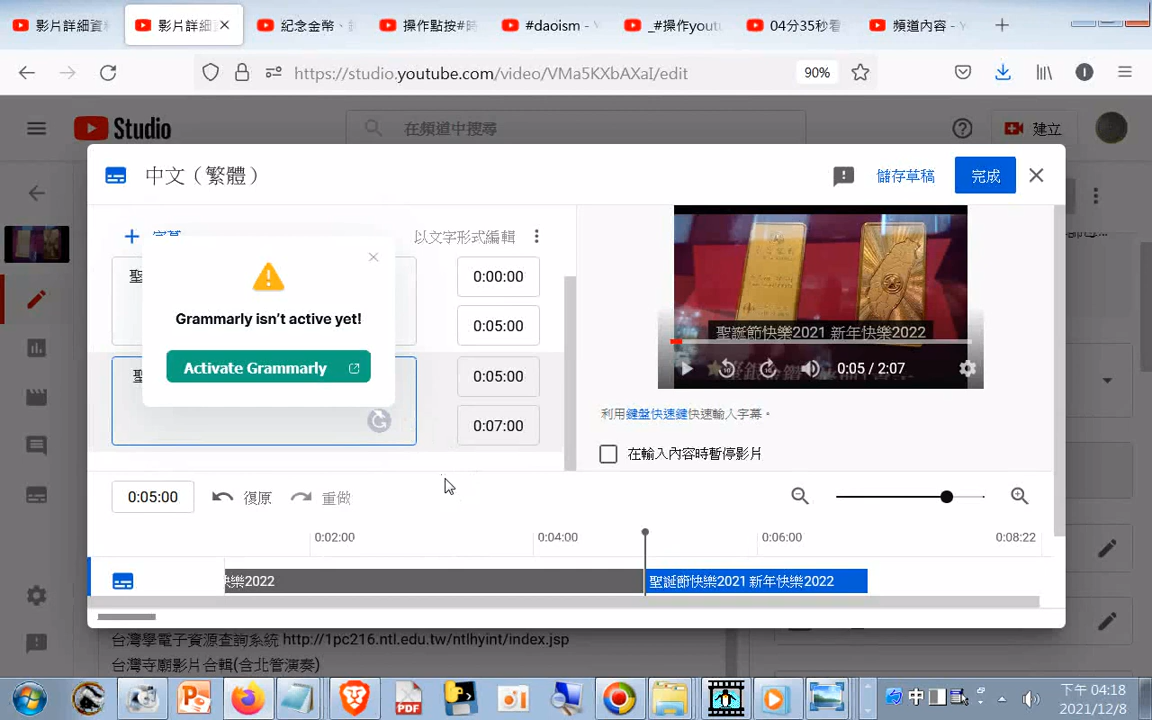 影片詳細資料
影片詳細
紀念金幣、
操作點按#時
#daoism -
_#操作youtu
04分35秒看
頻道內容 - Y
https://studio.youtube.com/video/VMa5KXbAXaI/edit
90%
Studio
在頻道中搜尋
建立
中文（繁體）
儲存草稿
完成
字幕
以文字形式編輯
聖
0:00:00
0:05:00
Grammarly isn't active yet!
Activate Grammarly
聖
0:05:00
0:07:00
聖誕節快樂2021 新年快樂2022
0:05 / 2:07
利用鍵盤快速鍵快速輸入字幕。
在輸入內容時暫停影片
0:05:00
復原
重做
0:02:00
0:04:00
0:06:00
0:08:22
快樂2022
聖誕節快樂2021 新年快樂2022
台灣學電子資源查詢系統 http://1pc216.ntl.edu.tw/ntlhyint/index.jsp
台灣寺廟影片合輯(含北管演奏)
PDF
中
下午 04:18
2021/12/8